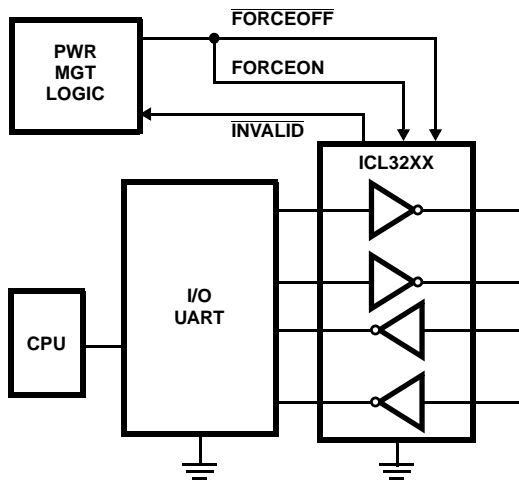 FORCEOFF
PWR
MGT
LOGIC
FORCEON
INVALID
ICL32XX
I/O
UART
CPU